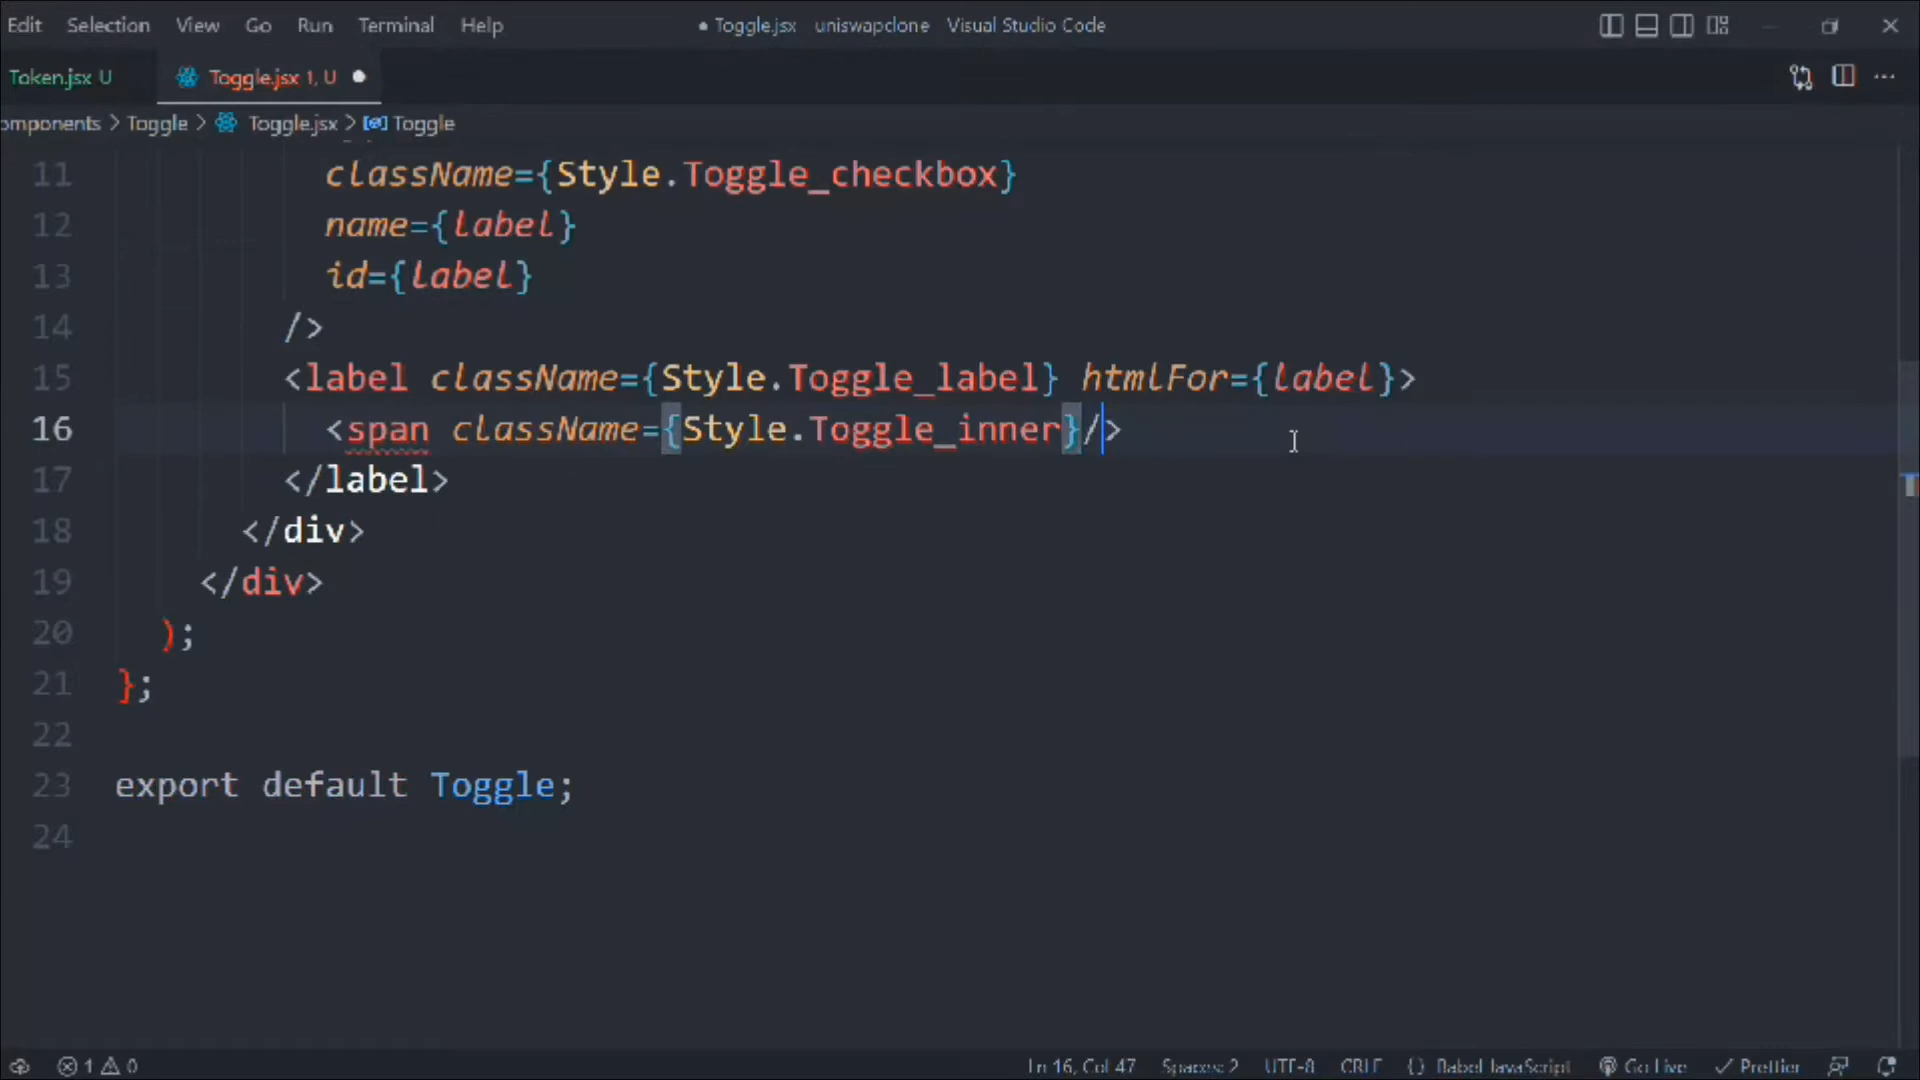 Edit Selection View Go Run Terminal Help ● Toggle.jsx uniswapclone Visual Studio Code
Token.jsx U Toggle.jsx 1, U ●
omponents > Toggle > Toggle.jsx > Toggle
11 className={Style.Toggle_checkbox}
12 name={label}
13 id={label}
14 />
15 <label className={Style.Toggle_label} htmlFor={label}>
16 <span className={Style.Toggle_inner}/>
17 </label>
18 </div>
19 </div>
20 );
21 };
22
23 export default Toggle;
24
1 0 Ln 16, Col 47 Spaces: 2 UTF-8 CRLF {} Babel JavaScript Go Live ✓ Prettier